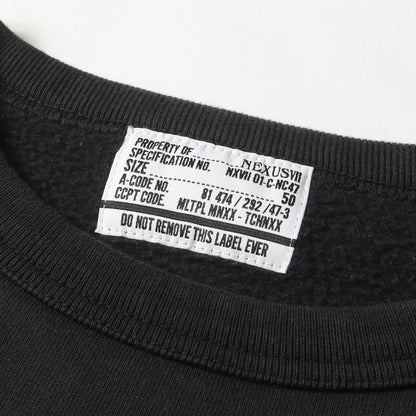 PROPERTY OF NEXUSVII
SPECIFICATION NO. NXVII 01-C-NC47
SIZE 50
A-CODE NO. 81 474 / 292 / 47-3
CCPT CODE. MLTPL MNXX - TCHNXX
DO NOT REMOVE THIS LABEL EVER